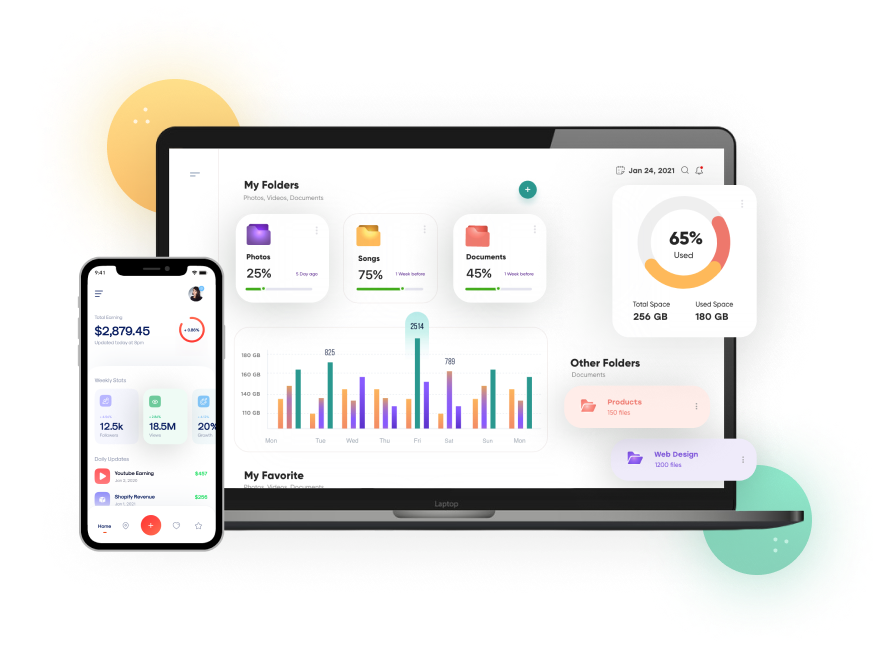 Jan 24, 2021
My Folders
Photos, Videos, Documents
+
Photos
25%
5 Day ago
Songs
75%
1 Week before
Documents
45%
1 Week before
65%
Used
Total Space
Used Space
256 GB
180 GB
2514
825
789
180 GB
160 GB
140 GB
110 GB
Mon
Tue
Wed
Thu
Fri
Sat
Sun
Mon
Other Folders
Documents
Products
150 files
Web Design
1200 files
My Favorite
Photos, Videos, Documents
Laptop
9:41
Total Earning
$2,879.45
Updated today at 9pm
+ 0.86%
Weekly Stats
12.5k
Followers
18.5M
Views
20%
Growth
Daily Updates
Youtube Earning
$457
Jan 2, 2020
Shopify Revenue
$256
Jan 1, 2021
Home
+